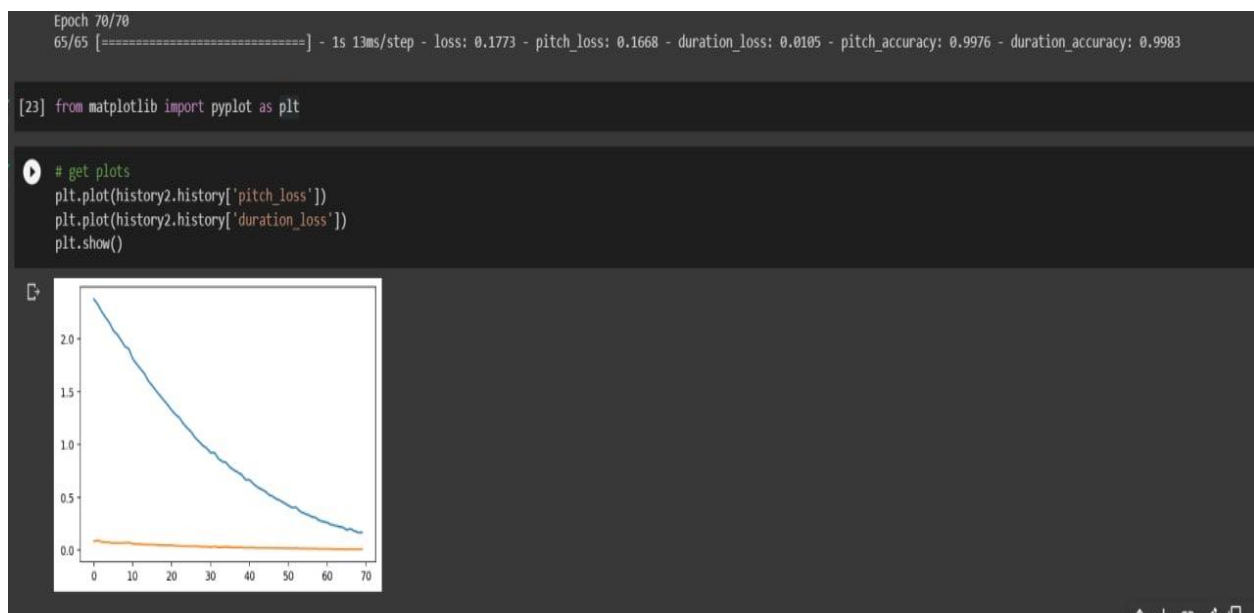 Epoch 70/70
65/65 [==============================] - 1s 13ms/step - loss: 0.1773 - pitch_loss: 0.1668 - duration_loss: 0.0105 - pitch_accuracy: 0.9976 - duration_accuracy: 0.9983
[23] from matplotlib import pyplot as plt
# get plots
plt.plot(history2.history['pitch_loss'])
plt.plot(history2.history['duration_loss'])
plt.show()
2.0
1.5
1.0
0.5
0.0
0 10 20 30 40 50 60 70